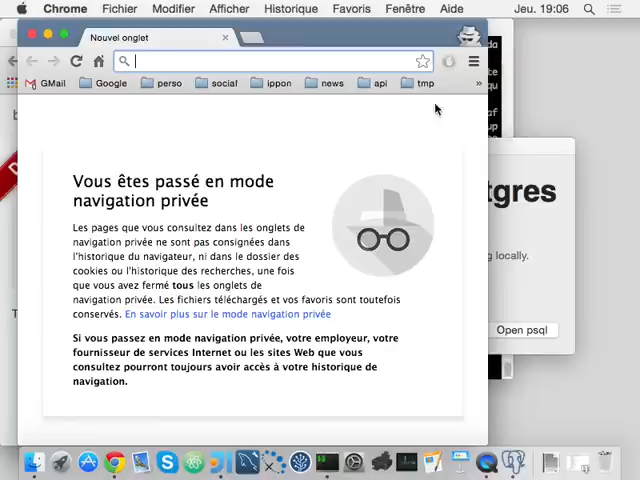 Chrome Fichier Modifier Afficher Historique Favoris Fenêtre Aide Jeu. 19:06
Nouvel onglet
GMail Google perso social ippon news api tmp »
Vous êtes passé en mode
navigation privée
Les pages que vous consultez dans les onglets de
navigation privée ne sont pas consignées dans
l'historique du navigateur, ni dans le dossier des
cookies ou l'historique des recherches, une fois
que vous avez fermé tous les onglets de
navigation privée. Les fichiers téléchargés et vos favoris sont toutefois
conservés. En savoir plus sur le mode navigation privée
Si vous passez en mode navigation privée, votre employeur, votre
fournisseur de services Internet ou les sites Web que vous
consultez pourront toujours avoir accès à votre historique de
navigation.
tgres
g locally.
Open psql